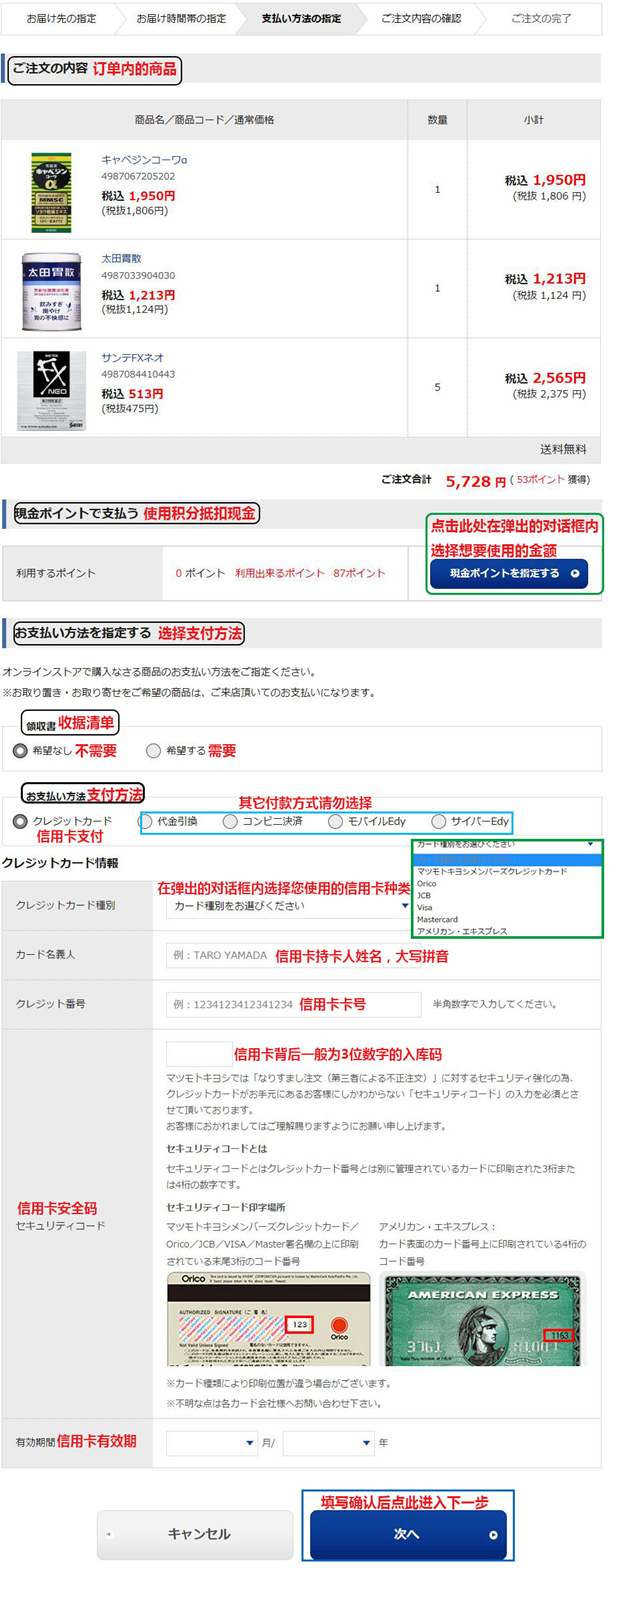 お届け先の指定
お届け時間帯の指定
支払い方法の指定
ご注文内容の確認
ご注文の完了
ご注文の内容 订单内的商品
商品名／商品コード／通常価格
数量
小計
キャベジンコーワα
4987067205202
税込 1,950円
(税抜1,806円)
1
税込 1,950円
(税抜 1,806 円)
キャベジン
コーワ
α
MMSC
太田胃散
4987033904030
税込 1,213円
(税抜1,124円)
1
税込 1,213円
(税抜 1,124 円)
太田胃散
飲みすぎ
胸やけ
胃の不快感に
サンテFXネオ
4987084410443
税込 513円
(税抜475円)
5
税込 2,565円
(税抜 2,375 円)
FX
NEO
Santen
送料無料
ご注文合計 5,728 円 ( 53ポイント 獲得)
現金ポイントで支払う 使用积分抵扣现金
点击此处在弹出的对话框内
选择想要使用的金额
利用するポイント
0 ポイント 利用出来るポイント 87ポイント
現金ポイントを指定する
お支払い方法を指定する 选择支付方法
オンラインストアで購入なさる商品のお支払い方法をご指定ください。
※お取り置き・お取り寄せをご希望の商品は、ご来店頂いてのお支払いになります。
領収書 收据清单
希望なし 不需要
希望する 需要
お支払い方法 支付方法
其它付款方式请勿选择
クレジットカード
代金引換
コンビニ決済
モバイルEdy
サイバーEdy
信用卡支付
カード種別をお選びください
マツモトキヨシメンバーズクレジットカード
Orico
JCB
Visa
Mastercard
アメリカン・エキスプレス
クレジットカード情報
在弹出的对话框内选择您使用的信用卡种类
クレジットカード種別
カード種別をお選びください
カード名義人
例：TARO YAMADA 信用卡持卡人姓名，大写拼音
クレジット番号
例：1234123412341234 信用卡卡号
半角数字で入力してください。
信用卡背后一般为3位数字的入库码
マツモトキヨシでは「なりすまし注文（第三者による不正注文）」に対するセキュリティ強化の為、
クレジットカードがお手元にあるお客様にしかわからない「セキュリティコード」の入力を必須とさ
せて頂いております。
お客様におかれましてはご理解賜りますようにお願い申し上げます。
セキュリティコードとは
セキュリティコードとはクレジットカード番号とは別に管理されているカードに印刷された3桁また
は4桁の数字です。
信用卡安全码
セキュリティコード
セキュリティコード印字場所
マツモトキヨシメンバーズクレジットカード／
Orico／JCB／VISA／Master署名欄の上に印刷
されている末尾3桁のコード番号
アメリカン・エキスプレス：
カード表面のカード番号上に印刷されている4桁の
コード番号
Orico
AUTHORIZED SIGNATURE (ご 署 名)
123
Orico
Not Valid Unless Signed
AMERICAN EXPRESS
1163
3761
※カード種類により印刷位置が違う場合がございます。
※不明な点は各カード会社様へお問い合わせ下さい。
有効期間 信用卡有效期
月/
年
填写确认后点此进入下一步
キャンセル
次へ